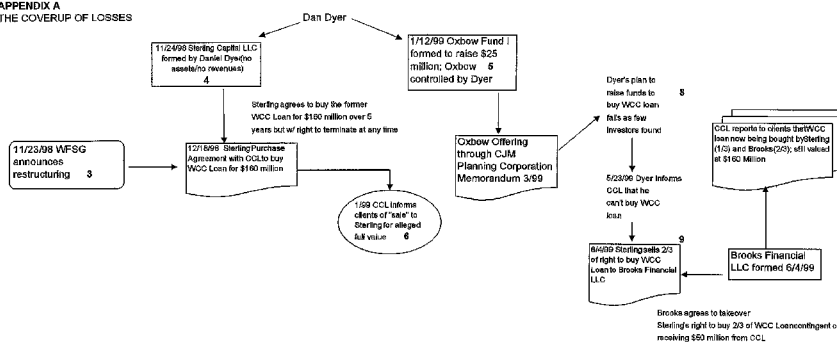 APPENDIX A
THE COVERUP OF LOSSES
Dan Dyer
11/24/98 Sterling Capital LLC
formed by Daniel Dyer(no
assets/no revenues)
4
1/12/99 Oxbow Fund I
formed to raise $25
million; Oxbow 5
controlled by Dyer
Sterling agrees to buy the former
WCC Loan for $160 million over 5
years but w/ right to terminate at any time
11/23/98 WFSG
announces
restructuring 3
12/18/98 Sterling Purchase
Agreement with CCL to buy
WCC Loan for $160 million
1/99 CCL informs
clients of "sale" to
Sterling for alleged
full value 6
Oxbow Offering
through CJM
Planning Corporation
Memorandum 3/99
Dyer's plan to
raise funds to 8
buy WCC loan
fails as few
investors found
5/23/99 Dyer informs
CCL that he
can't buy WCC
loan
9
6/4/99 Sterling sells 2/3
of right to buy WCC
Loan to Brooks Financial
LLC
CCL reports to clients that WCC
loan now being bought by Sterling
(1/3) and Brooks(2/3); still valued
at $160 Million
Brooks Financial
LLC formed 6/4/99
Brooks agrees to takeover
Sterling's right to buy 2/3 of WCC Loan contingent o
receiving $50 million from CCL